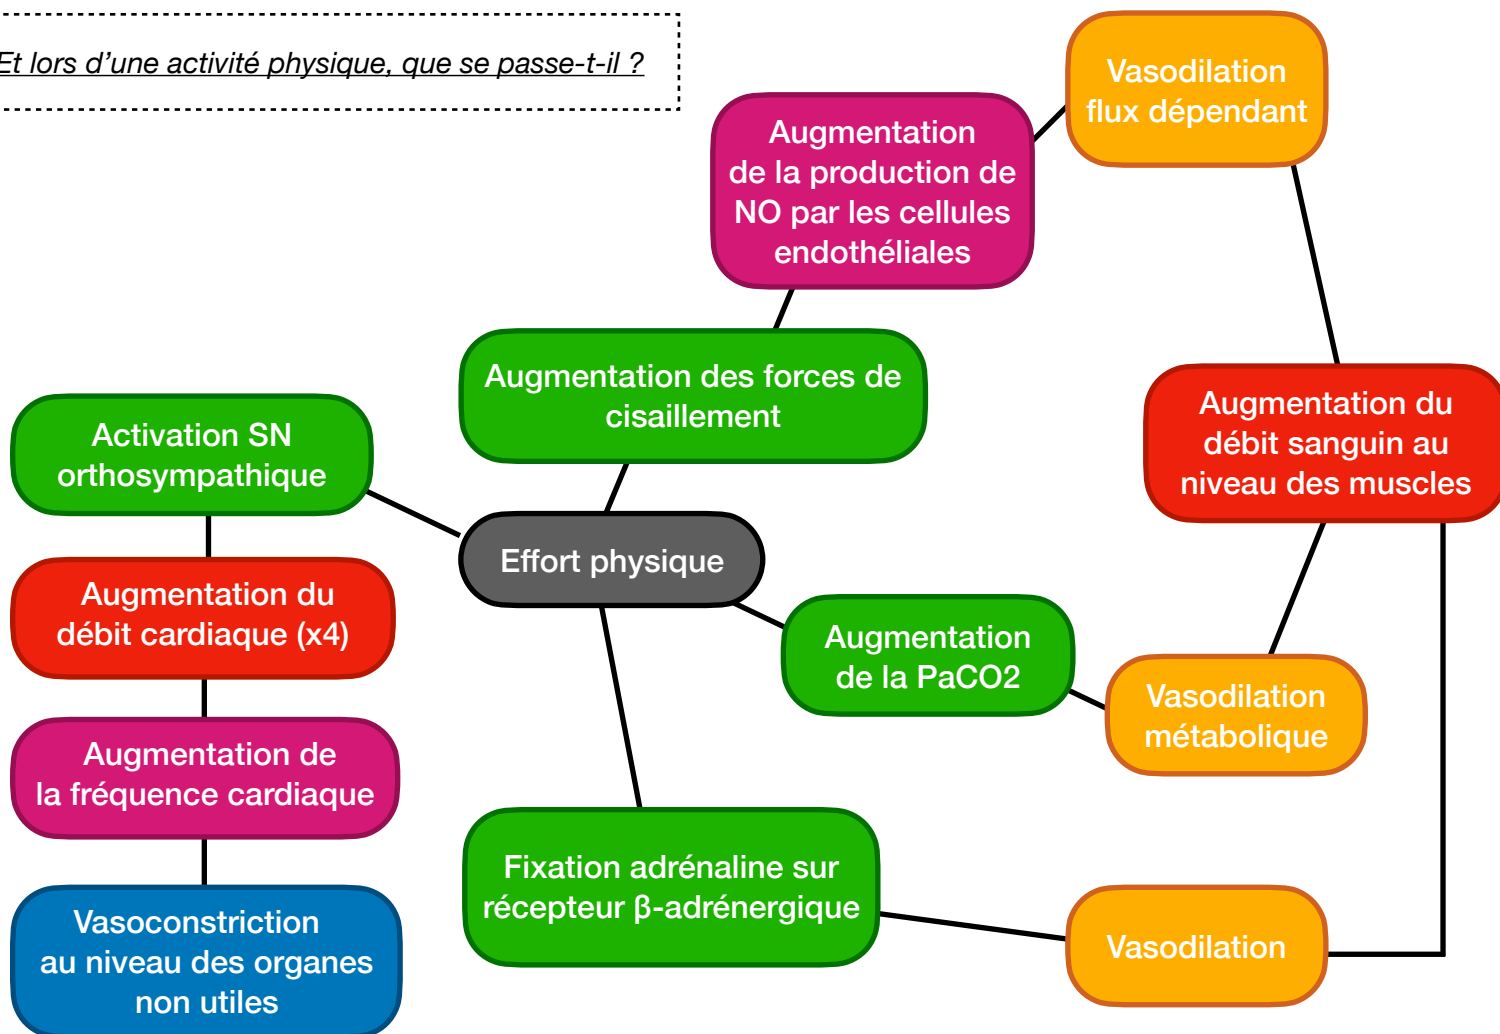 Et lors d’une activité physique, que se passe-t-il ?
Vasodilation
flux dépendant
Augmentation
de la production de
NO par les cellules
endothéliales
Augmentation des forces de
cisaillement
Augmentation du
débit sanguin au
niveau des muscles
Activation SN
orthosympathique
Effort physique
Augmentation du
débit cardiaque (x4)
Augmentation
de la PaCO2
Vasodilation
métabolique
Augmentation de
la fréquence cardiaque
Fixation adrénaline sur
récepteur β-adrénergique
Vasodilation
Vasoconstriction
au niveau des organes
non utiles